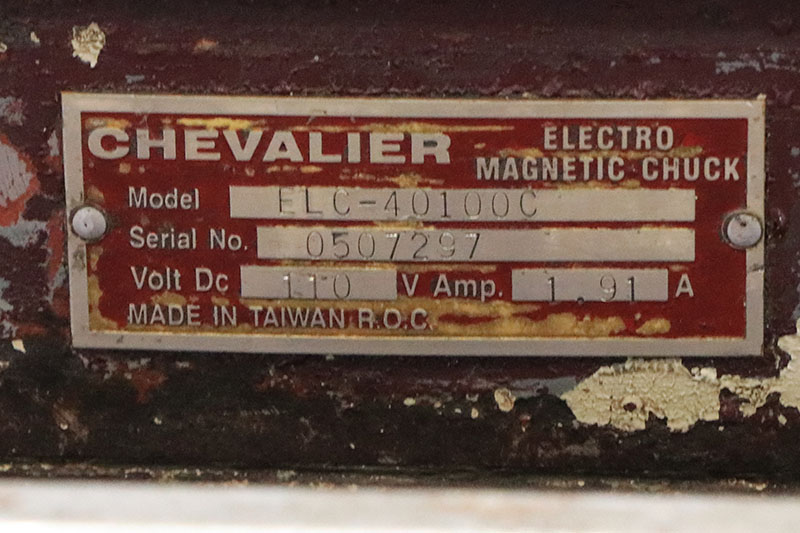 CHEVALIER ELECTRO MAGNETIC CHUCK
Model ELC-40100C
Serial No. 0507297
Volt Dc 110 V Amp. 1.91 A
MADE IN TAIWAN R.O.C.